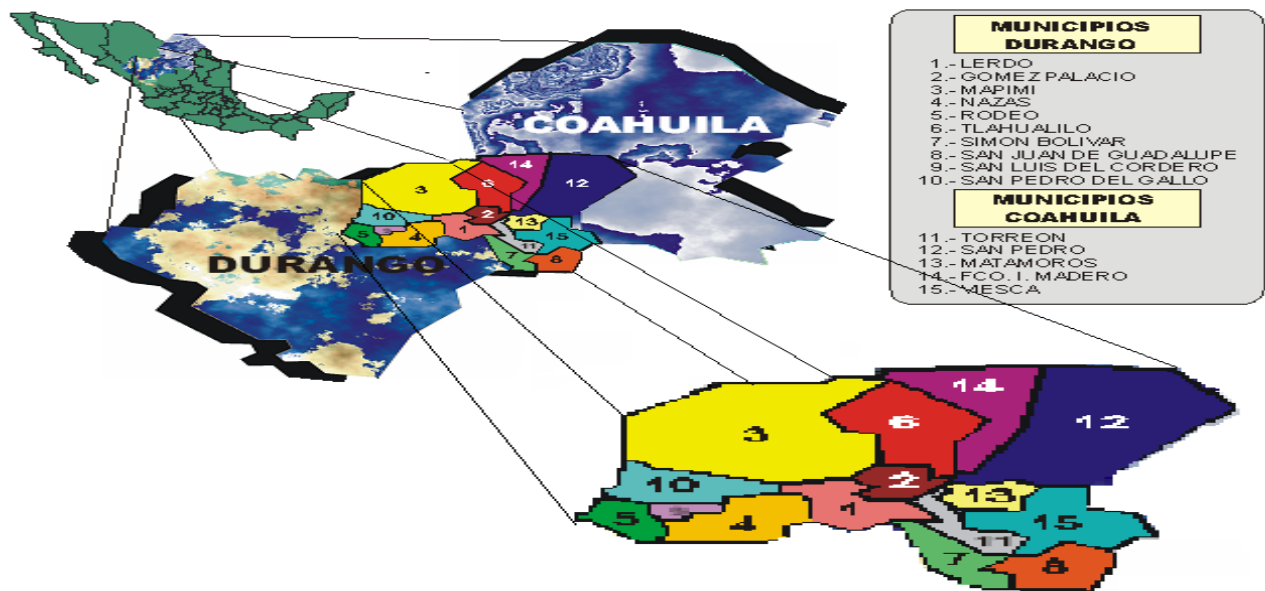 MUNICIPIOS
DURANGO
1.- LERDO
2.- GOMEZ PALACIO
3.- MAPIMI
4.- NAZAS
5.- RODEO
6.- TLAHUALILO
7.- SIMON BOLIVAR
8.- SAN JUAN DE GUADALUPE
9.- SAN LUIS DEL CORDERO
10.- SAN PEDRO DEL GALLO
MUNICIPIOS
COAHUILA
11.- TORREON
12.- SAN PEDRO
13.- MATAMOROS
14.- FCO. I. MADERO
15.- VIESCA
COAHUILA
14
3
6
12
10
2
13
5
4
1
11
15
7
8
DURANGO
14
3
6
12
10
2
13
5
4
1
15
11
7
8